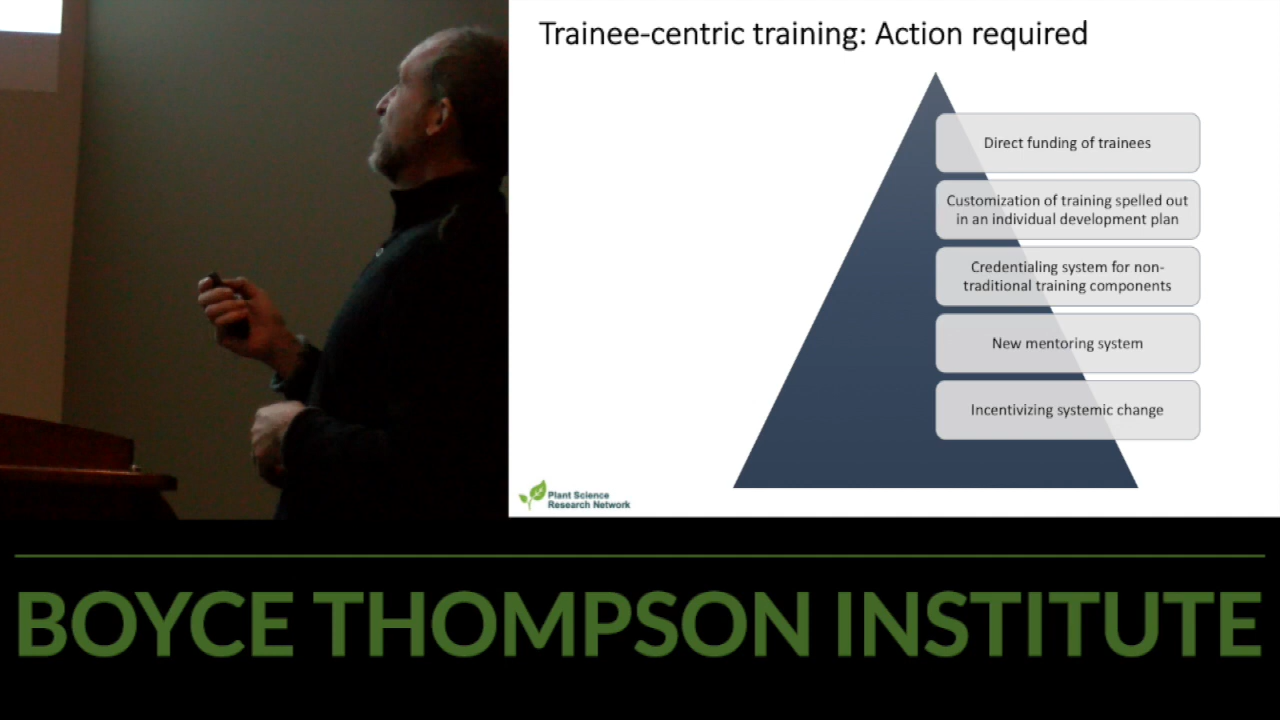 Trainee-centric training: Action required
Direct funding of trainees
Customization of training spelled out
in an individual development plan
Credentialing system for non-
traditional training components
New mentoring system
Incentivizing systemic change
Plant Science
Research Network
BOYCE THOMPSON INSTITUTE